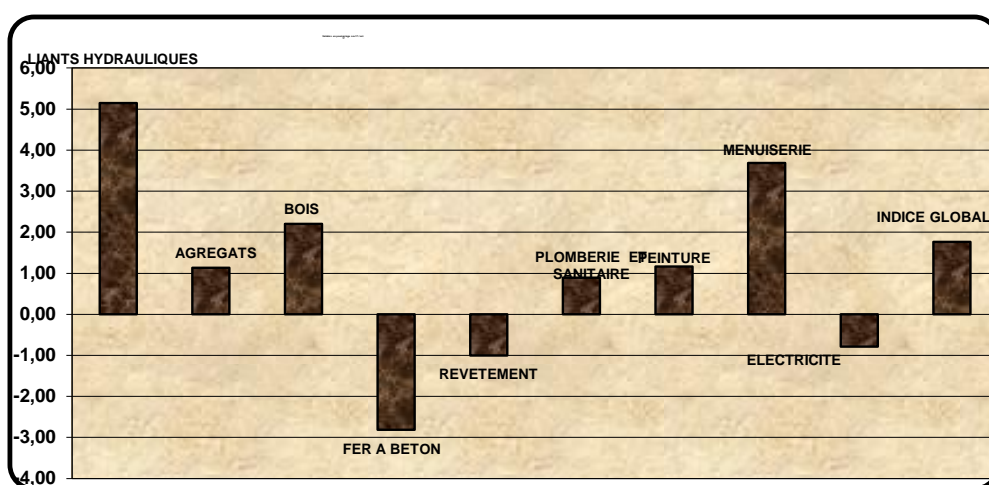 LIANTS HYDRAULIQUES
6,00
5,00
4,00
MENUISERIE
3,00
BOIS
2,00
INDICE GLOBAL
AGREGATS
PLOMBERIE ET
SANITAIRE
PEINTURE
1,00
0,00
-1,00
ELECTRICITE
REVETEMENT
-2,00
-3,00
FER A BETON
-4,00